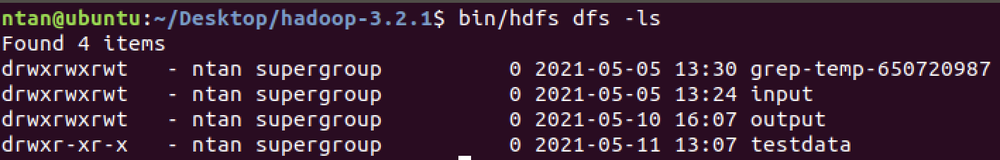 ntan@ubuntu:~/Desktop/hadoop-3.2.1$ bin/hdfs dfs -ls
Found 4 items
drwxrwxrwt   - ntan supergroup          0 2021-05-05 13:30 grep-temp-650720987
drwxrwxrwt   - ntan supergroup          0 2021-05-05 13:24 input
drwxrwxrwt   - ntan supergroup          0 2021-05-10 16:07 output
drwxr-xr-x   - ntan supergroup          0 2021-05-11 13:07 testdata